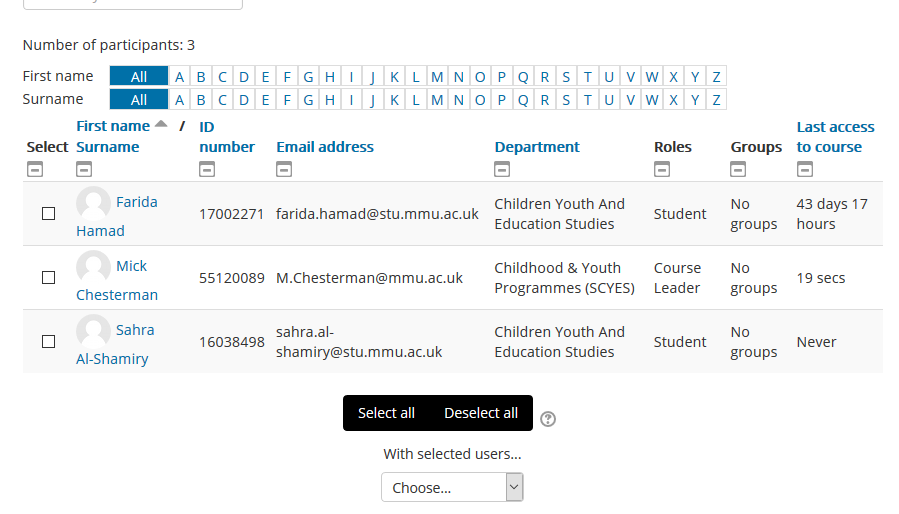 Number of participants: 3
First name All A B C D E F G H I J K L M N O P Q R S T U V W X Y Z
Surname All A B C D E F G H I J K L M N O P Q R S T U V W X Y Z
Select First name / Surname ID number Email address Department Roles Groups Last access to course
Farida Hamad 17002271 farida.hamad@stu.mmu.ac.uk Children Youth And Education Studies Student No groups 43 days 17 hours
Mick Chesterman 55120089 M.Chesterman@mmu.ac.uk Childhood & Youth Programmes (SCYES) Course Leader No groups 19 secs
Sahra Al-Shamiry 16038498 sahra.al-shamiry@stu.mmu.ac.uk Children Youth And Education Studies Student No groups Never
Select all Deselect all ?
With selected users...
Choose...